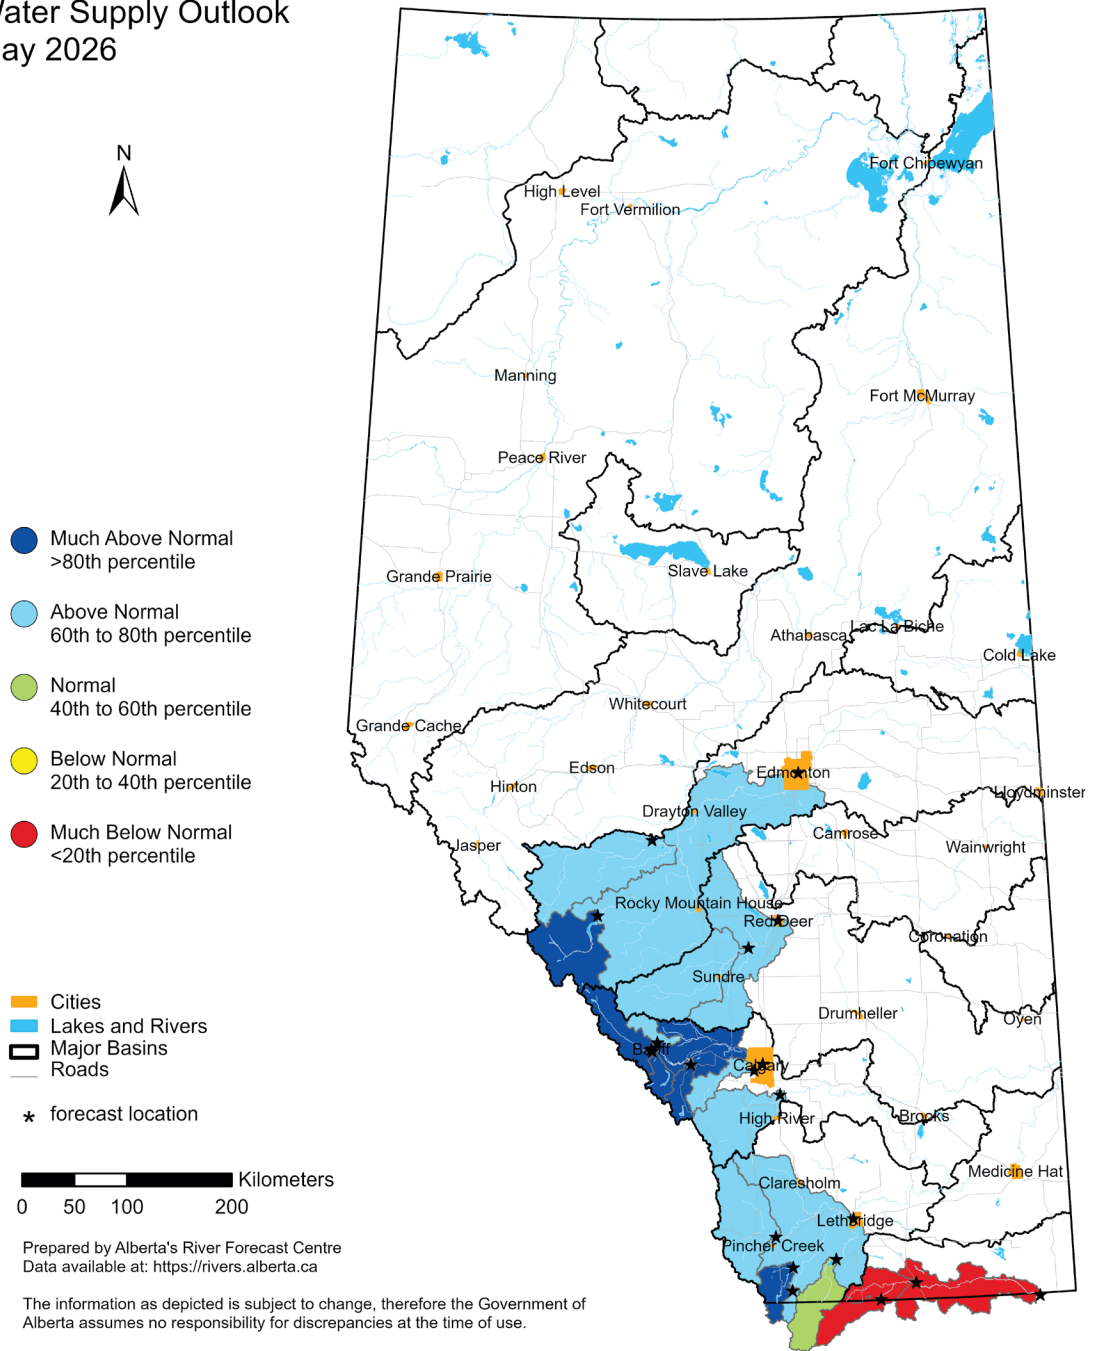 Water Supply Outlook
ay 2026
N
Fort Chipewyan
High Level
Fort Vermilion
Manning
Fort McMurray
Peace River
Slave Lake
Grande Prairie
Lac La Biche
Athabasca
Cold Lake
Whitecourt
Grande Cache
Edson
Edmonton
Hinton
Lloydminster
Drayton Valley
Camrose
Jasper
Wainwright
Rocky Mountain House
Red Deer
Coronation
Sundre
Drumheller
Oyen
Banff
Calgary
High River
Brooks
Medicine Hat
Claresholm
Lethbridge
Pincher Creek
Much Above Normal
>80th percentile
Above Normal
60th to 80th percentile
Normal
40th to 60th percentile
Below Normal
20th to 40th percentile
Much Below Normal
<20th percentile
Cities
Lakes and Rivers
Major Basins
Roads
forecast location
Kilometers
0 50 100 200
Prepared by Alberta's River Forecast Centre
Data available at: https://rivers.alberta.ca
The information as depicted is subject to change, therefore the Government of
Alberta assumes no responsibility for discrepancies at the time of use.